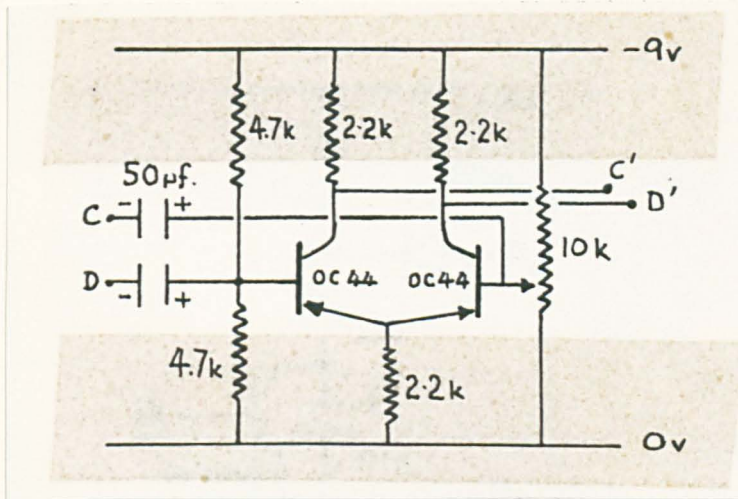 -9v
4.7k
2.2k
2.2k
50µf.
C'
C
- +
D'
OC44
OC44
10k
D
- +
4.7k
2.2k
0v